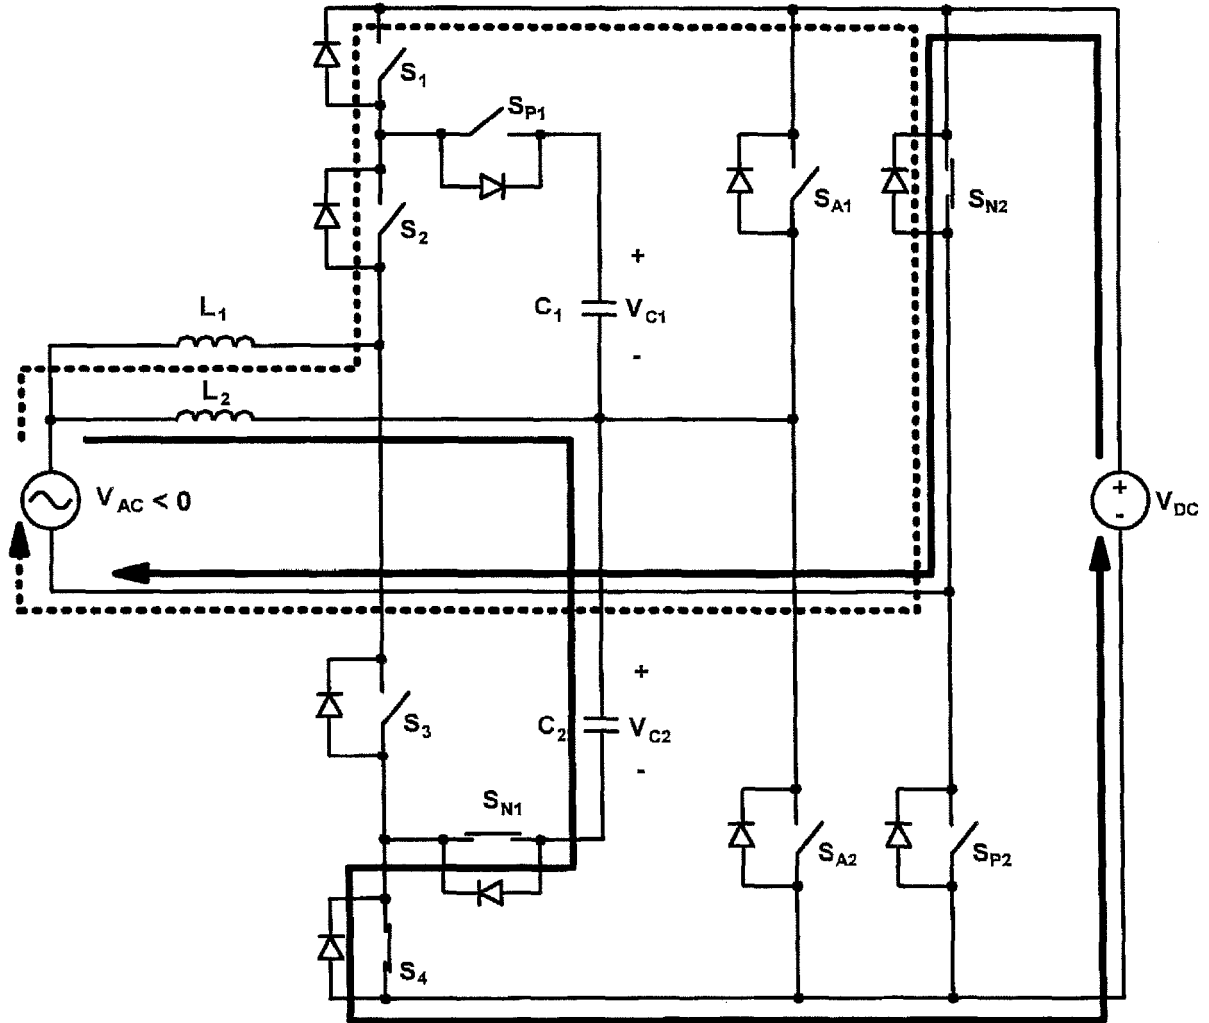 S1
SP1
S2
SA1
SN2
+
C1 VC1
-
L1
L2
VAC < 0
+
-
VDC
+
C2 VC2
-
S3
SN1
SA2
SP2
S4